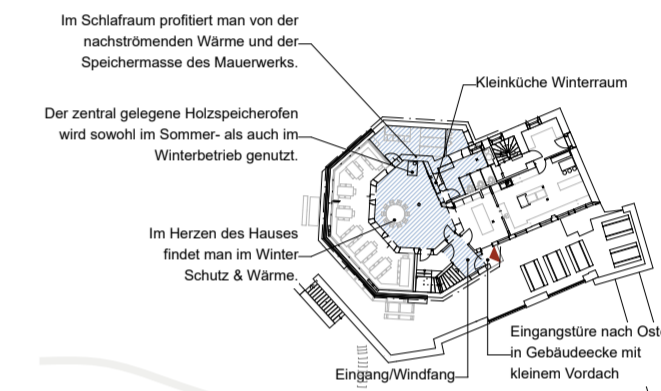 Im Schlafraum profitiert man von der
nachströmenden Wärme und der
Speichermasse des Mauerwerks.
Kleinküche Winterraum
Der zentral gelegene Holzspeicherofen
wird sowohl im Sommer- als auch im
Winterbetrieb genutzt.
Im Herzen des Hauses
findet man im Winter
Schutz & Wärme.
Eingangstüre nach Ost
in Gebäudeecke mit
kleinem Vordach
Eingang/Windfang